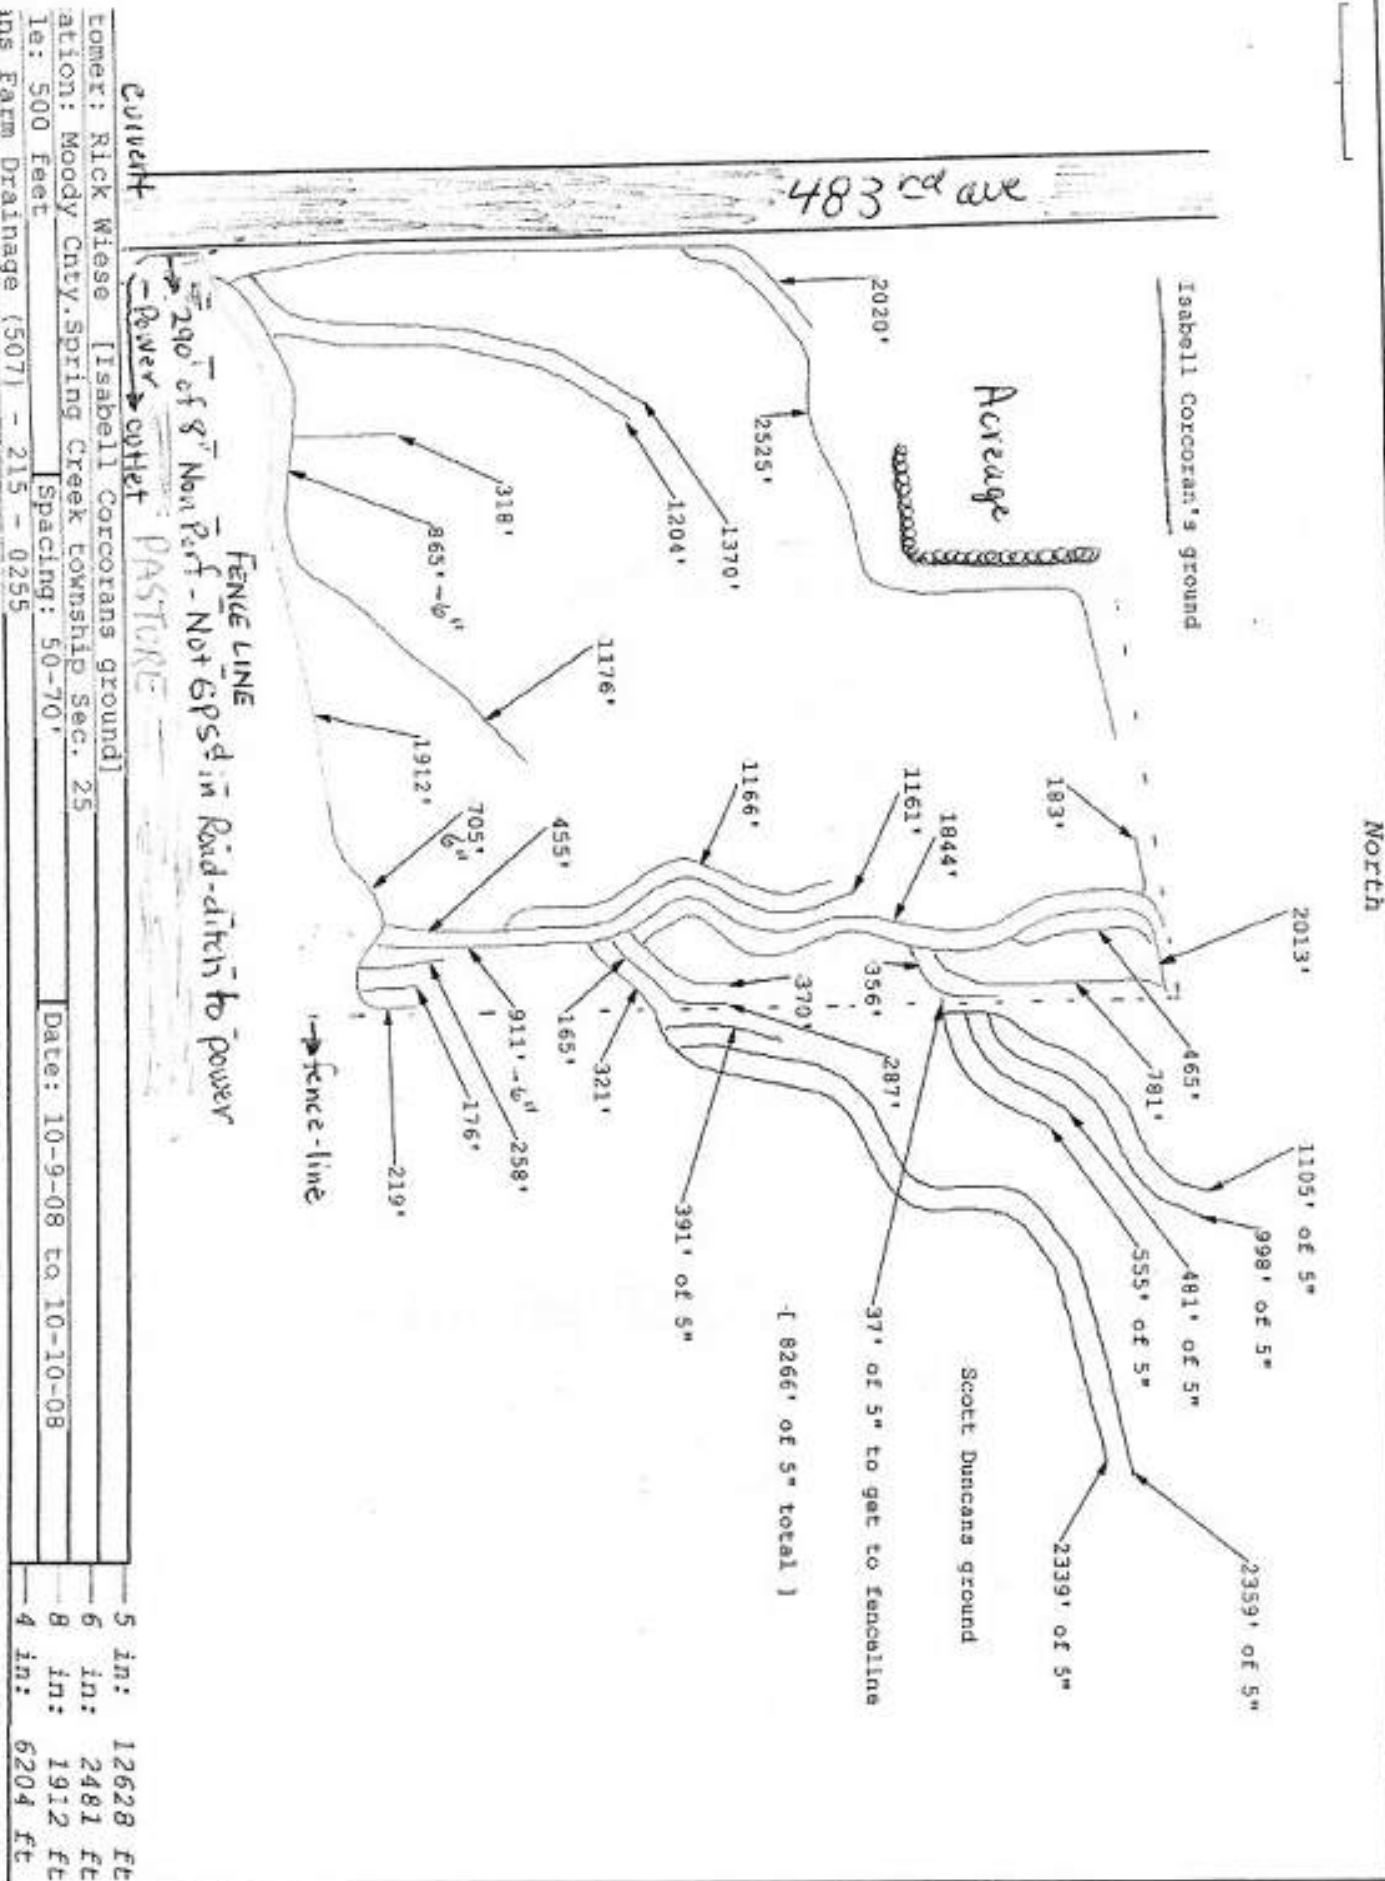 North
Isabell Corcoran's ground
Acreage
483rd ave
2020'
2525'
1370'
1204'
318'
865'-6"
1176'
1912'
705'
6"
455'
1166'
1161'
1844'
183'
2013'
465'
781'
356'
370'
287'
165'
321'
911'-6"
258'
176'
219'
391' of 5"
1105' of 5"
998' of 5"
481' of 5"
555' of 5"
Scott Duncans ground
37' of 5" to get to fenceline
[ 8266' of 5" total ]
2359' of 5"
2339' of 5"
fence-line
FENCE LINE
290' of 8" Non Perf - Not GPSd in Road-ditch to power
Power → outlet
PASTURE
Culvert
tomer: Rick Wiese [Isabell Corcorans ground]
ation: Moody Cnty.Spring Creek township Sec. 25
le: 500 feet
Spacing: 50-70'
Date: 10-9-08 to 10-10-08
ans Farm Drainage (507) - 215 - 0255
5 in: 12628 ft
6 in: 2481 ft
8 in: 1912 ft
4 in: 6204 ft